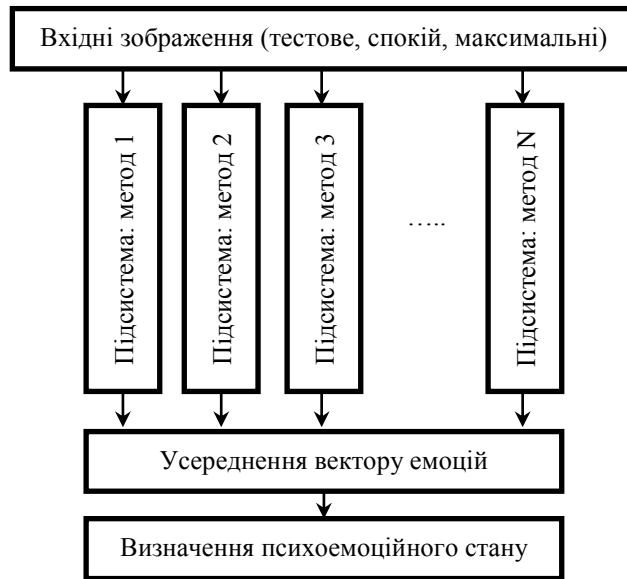 Вхідні зображення (тестове, спокій, максимальні)
Підсистема: метод 1
Підсистема: метод 2
Підсистема: метод 3
…..
Підсистема: метод N
Усереднення вектору емоцій
Визначення психоемоційного стану